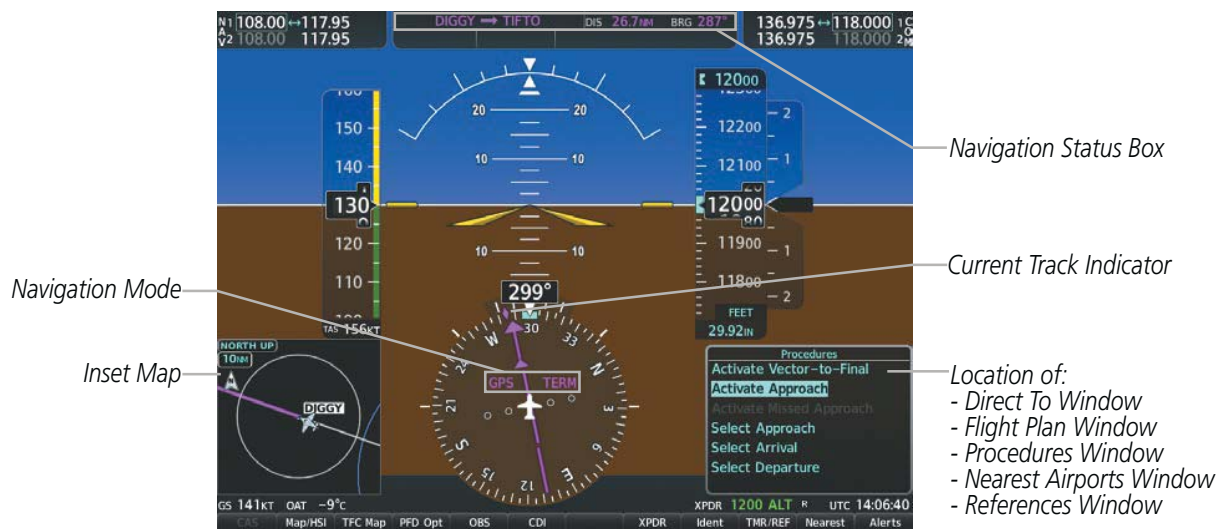 N 1 108.00 ↔ 117.95
A
V 2 108.00 117.95
DIGGY → TIFTO DIS 26.7NM BRG 287°
136.975 ↔ 118.000 1 C
O
136.975 118.000 2 M
Navigation Status Box
150
140
130
120
110
TAS 156KT
20 20
10 10
10 10
12000
12200
12100
12000
11900
11800
2
1
1
2
FEET
29.92IN
Current Track Indicator
Navigation Mode
299°
30
33
N
3
E
12
15
S
21
24
W
GPS TERM
Inset Map
NORTH UP
10NM
DIGGY
Procedures
Activate Vector-to-Final
Activate Approach
Activate Missed Approach
Select Approach
Select Arrival
Select Departure
Location of:
- Direct To Window
- Flight Plan Window
- Procedures Window
- Nearest Airports Window
- References Window
GS 141KT OAT -9°C
XPDR 1200 ALT R UTC 14:06:40
CAS Map/HSI TFC Map PFD Opt OBS CDI XPDR Ident TMR/REF Nearest Alerts